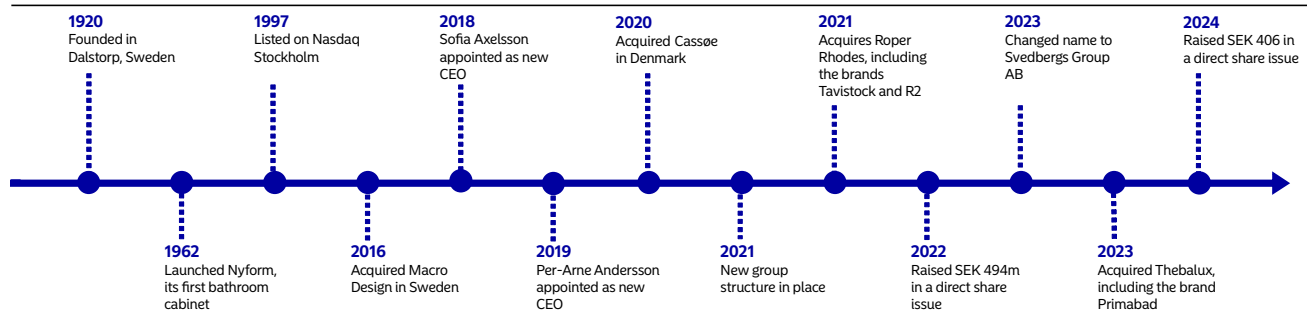 1920
Founded in
Dalstorp, Sweden
1997
Listed on Nasdaq
Stockholm
2018
Sofia Axelsson
appointed as new
CEO
2020
Acquired Cassøe
in Denmark
2021
Acquires Roper
Rhodes, including
the brands
Tavistock and R2
2023
Changed name to
Svedbergs Group
AB
2024
Raised SEK 406 in
a direct share issue
1962
Launched Nyform,
its first bathroom
cabinet
2016
Acquired Macro
Design in Sweden
2019
Per-Arne Andersson
appointed as new
CEO
2021
New group
structure in place
2022
Raised SEK 494m
in a direct share
issue
2023
Acquired Thebalux,
including the brand
Primabad